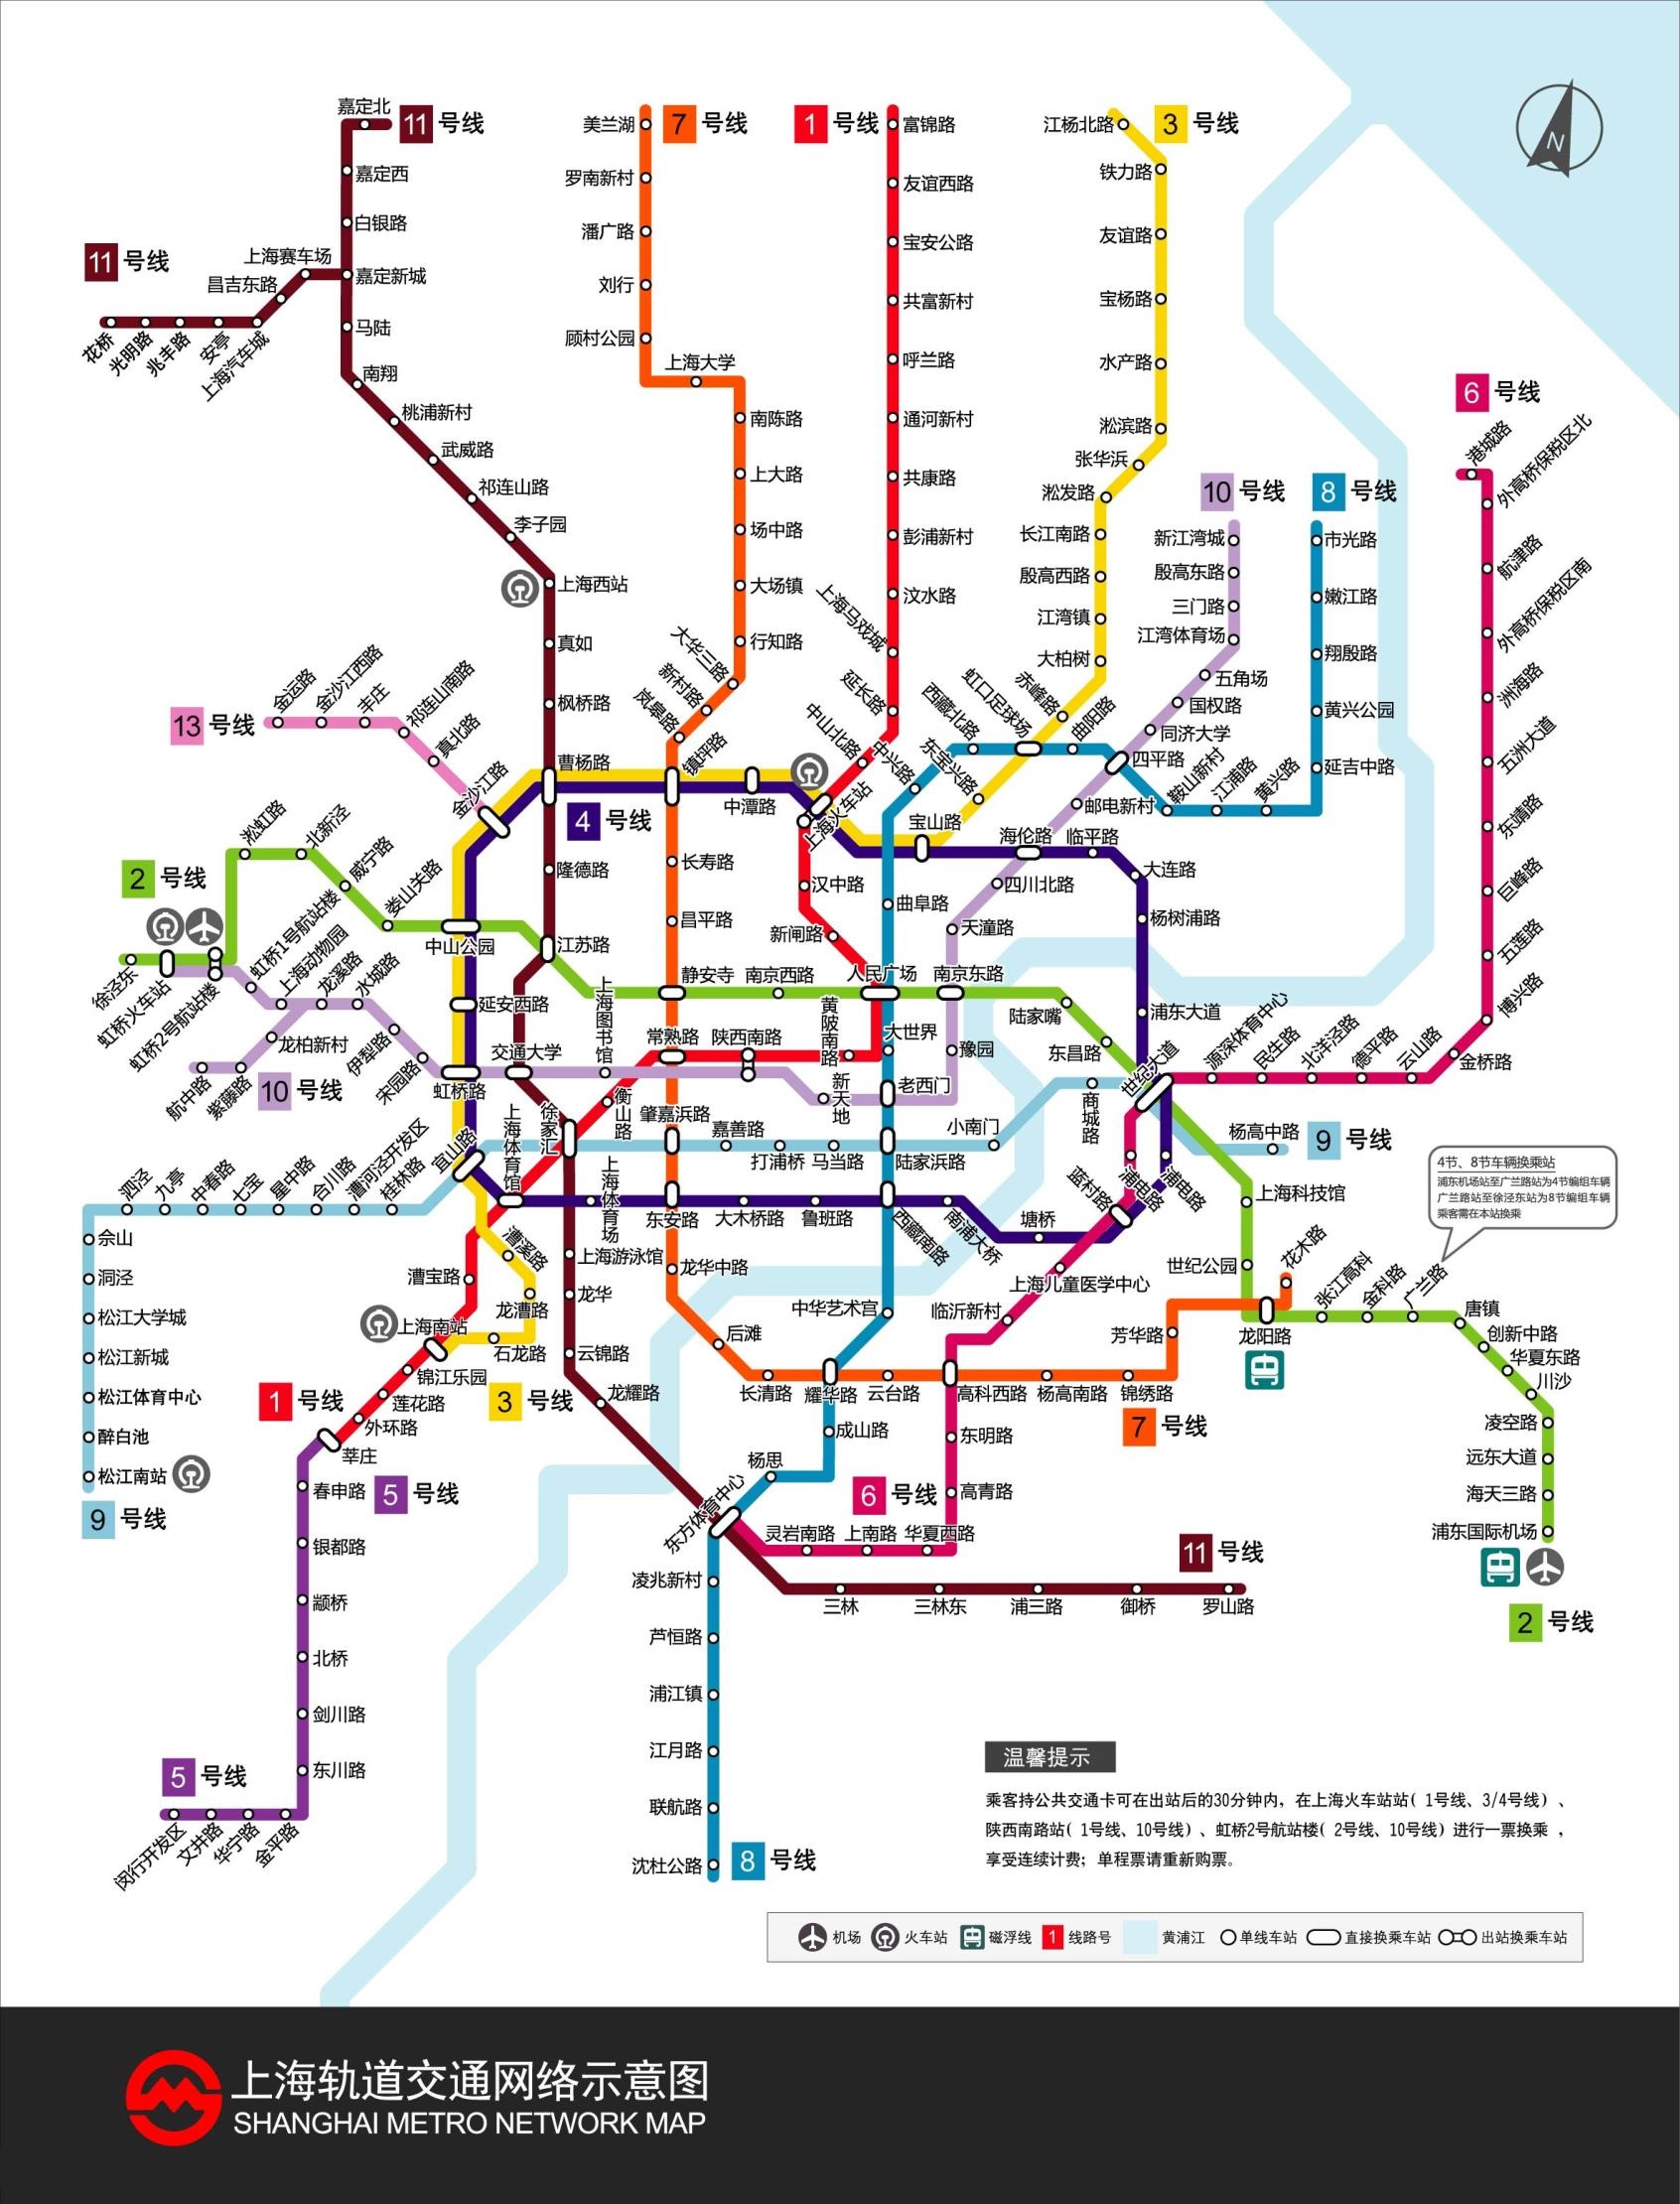 嘉定北
11 号线
嘉定西
白银路
11 号线
上海赛车场
昌吉东路
嘉定新城
花桥
光明路
兆丰路
安亭
上海汽车城
马陆
南翔
桃浦新村
武威路
祁连山路
李子园
上海西站
真如
枫桥路
曹杨路
隆德路
江苏路
交通大学
徐家汇
上海游泳馆
龙华
云锦路
龙耀路
东方体育中心
三林
三林东
浦三路
御桥
罗山路
11 号线
美兰湖
7 号线
罗南新村
潘广路
刘行
顾村公园
上海大学
南陈路
上大路
场中路
大场镇
行知路
大华三路
新村路
岚皋路
镇坪路
长寿路
昌平路
静安寺
常熟路
肇嘉浜路
东安路
龙华中路
后滩
长清路
耀华路
云台路
高科西路
杨高南路
锦绣路
芳华路
龙阳路
花木路
7 号线
1 号线
富锦路
友谊西路
宝安公路
共富新村
呼兰路
通河新村
共康路
彭浦新村
汶水路
上海马戏城
延长路
中山北路
上海火车站
汉中路
新闸路
人民广场
黄陂南路
陕西南路
衡山路
上海体育馆
漕宝路
上海南站
锦江乐园
莲花路
外环路
莘庄
1 号线
江杨北路
3 号线
铁力路
友谊路
宝杨路
水产路
淞滨路
张华浜
淞发路
长江南路
殷高西路
江湾镇
大柏树
赤峰路
虹口足球场
东宝兴路
宝山路
中潭路
金沙江路
中山公园
延安西路
虹桥路
宜山路
漕溪路
龙漕路
石龙路
3 号线
4 号线
海伦路
临平路
大连路
杨树浦路
浦东大道
世纪大道
浦电路
浦电路
蓝村路
塘桥
南浦大桥
西藏南路
鲁班路
大木桥路
上海体育场
10 号线
新江湾城
殷高东路
三门路
江湾体育场
五角场
国权路
同济大学
四平路
邮电新村
四川北路
天潼路
南京东路
豫园
老西门
新天地
上海图书馆
宋园路
伊犁路
水城路
龙溪路
上海动物园
虹桥1号航站楼
虹桥2号航站楼
虹桥火车站
龙柏新村
紫藤路
航中路
10 号线
8 号线
市光路
嫩江路
翔殷路
黄兴公园
延吉中路
黄兴路
江浦路
鞍山新村
曲阳路
西藏北路
中兴路
曲阜路
大世界
陆家浜路
中华艺术宫
成山路
杨思
凌兆新村
芦恒路
浦江镇
江月路
联航路
沈杜公路
8 号线
6 号线
港城路
外高桥保税区北
航津路
外高桥保税区南
洲海路
五洲大道
东靖路
巨峰路
五莲路
博兴路
金桥路
云山路
德平路
北洋泾路
民生路
源深体育中心
上海儿童医学中心
临沂新村
东明路
高青路
华夏西路
上南路
灵岩南路
6 号线
13 号线
金运路
金沙江西路
丰庄
祁连山南路
真北路
2 号线
徐泾东
淞虹路
北新泾
威宁路
娄山关路
南京西路
陆家嘴
东昌路
上海科技馆
世纪公园
张江高科
金科路
广兰路
唐镇
创新中路
华夏东路
川沙
凌空路
远东大道
海天三路
浦东国际机场
2 号线
9 号线
杨高中路
商城路
小南门
马当路
打浦桥
嘉善路
桂林路
漕河泾开发区
合川路
星中路
七宝
中春路
九亭
泗泾
佘山
洞泾
松江大学城
松江新城
松江体育中心
醉白池
松江南站
9 号线
5 号线
春申路
银都路
颛桥
北桥
剑川路
东川路
5 号线
金平路
华宁路
文井路
闵行开发区
4节、8节车辆换乘站
浦东机场站至广兰路站为4节编组车辆
广兰路站至徐泾东站为8节编组车辆
乘客需在本站换乘
N
温馨提示
乘客持公共交通卡可在出站后的30分钟内，在上海火车站站( 1号线、3/4号线) 、
陕西南路站( 1号线、10号线) 、虹桥2号航站楼( 2号线、10号线) 进行一票换乘 ，
享受连续计费；单程票请重新购票。
机场 火车站 磁浮线 1 线路号 黄浦江 单线车站 直接换乘车站 出站换乘车站
上海轨道交通网络示意图
SHANGHAI METRO NETWORK MAP